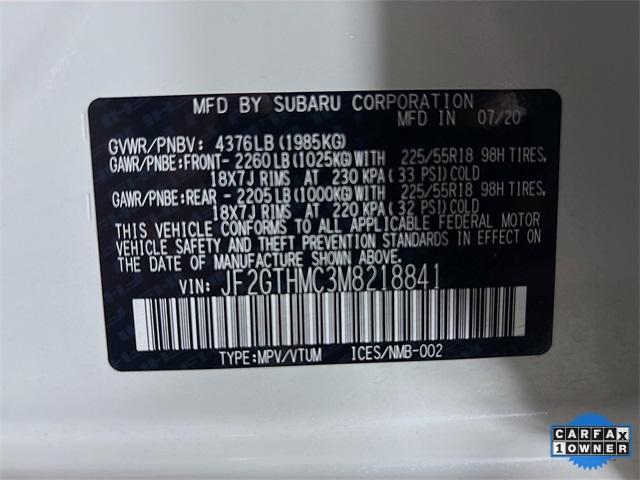 MFD BY SUBARU CORPORATION
MFD IN 07/20
GVWR/PNBV: 4376LB(1985KG)
GAWR/PNBE:FRONT- 2260LB(1025KG)WITH 225/55R18 98H TIRES,
18X7J RIMS AT 230 KPA(33 PSI)COLD
GAWR/PNBE:REAR - 2205LB(1000KG)WITH 225/55R18 98H TIRES,
18X7J RIMS AT 220 KPA(32 PSI)COLD
THIS VEHICLE CONFORMS TO ALL APPLICABLE FEDERAL MOTOR
VEHICLE SAFETY AND THEFT PREVENTION STANDARDS IN EFFECT ON
THE DATE OF MANUFACTURE SHOWN ABOVE.
VIN: JF2GTHMC3M8218841
TYPE:MPV/VTUM ICES/NMB-002
CARFAX
1 OWNER